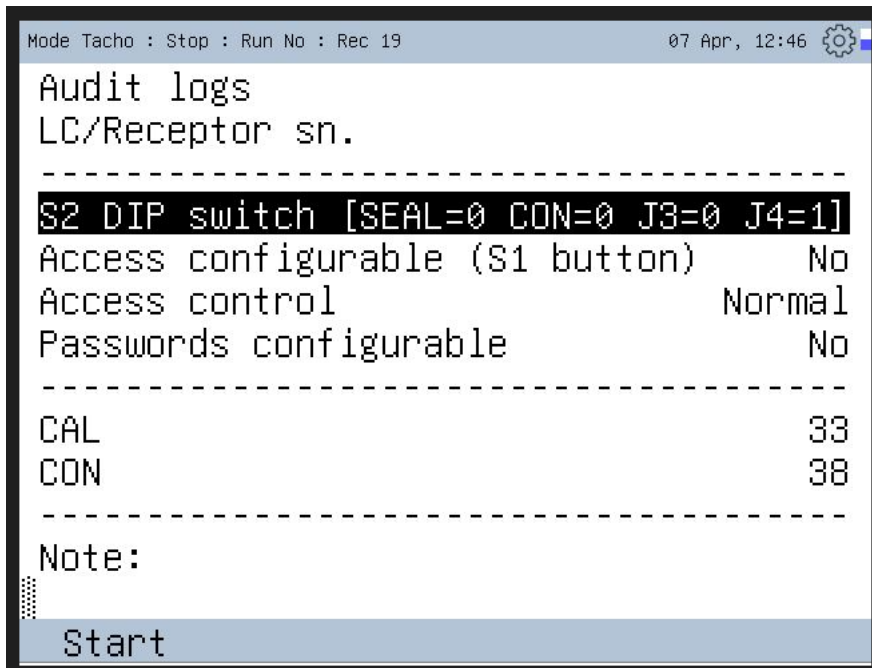 Mode Tacho : Stop : Run No : Rec 19 07 Apr, 12:46
Audit logs
LC/Receptor sn.
---------------------------------------
S2 DIP switch [SEAL=0 CON=0 J3=0 J4=1]
Access configurable (S1 button) No
Access control Normal
Passwords configurable No
---------------------------------------
CAL 33
CON 38
---------------------------------------
Note:
Start